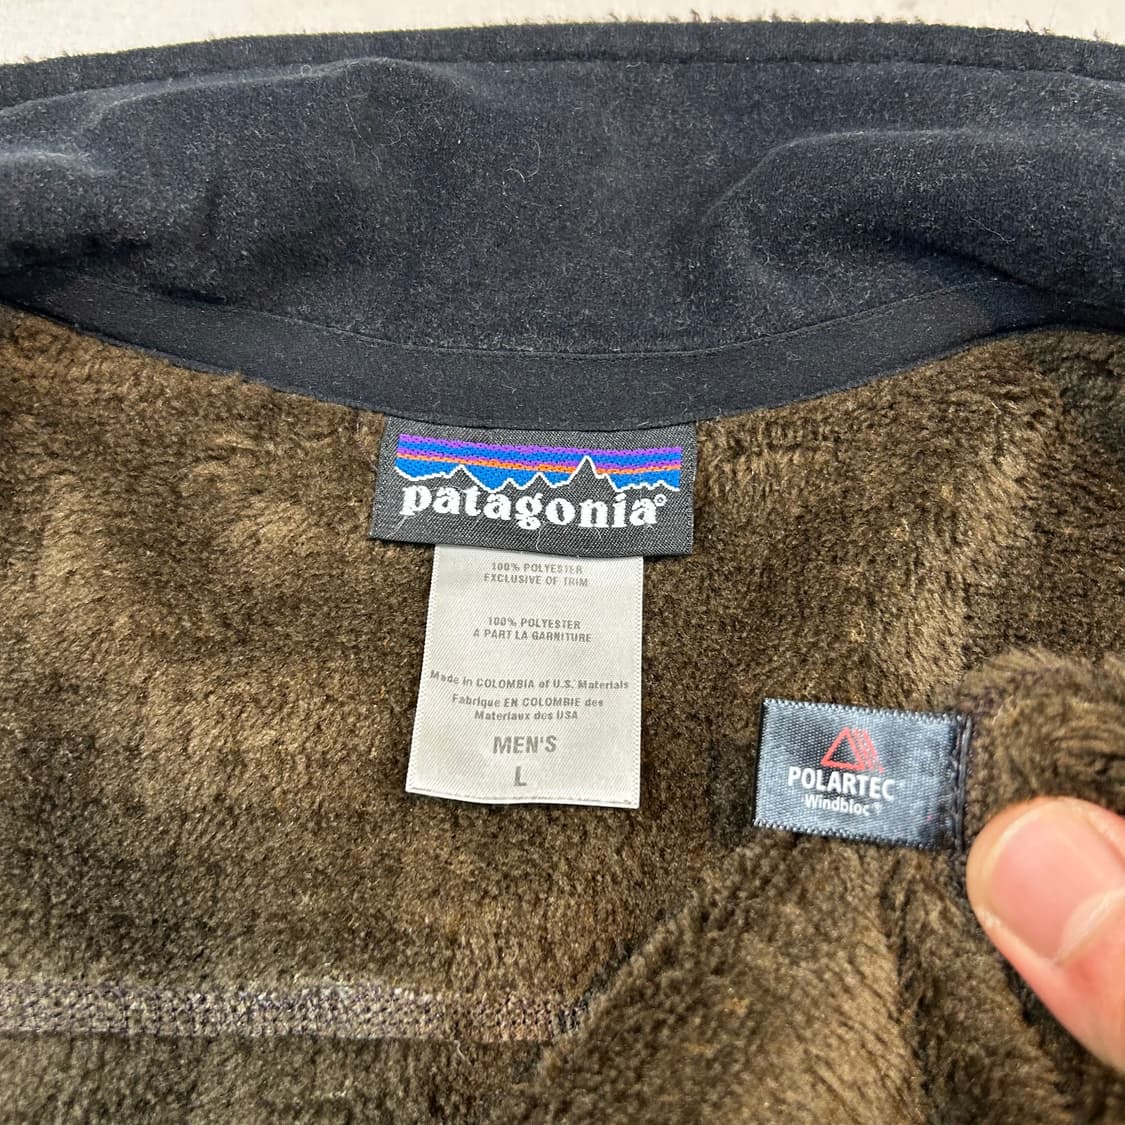 patagonia®
100% POLYESTER
EXCLUSIVE OF TRIM
100% POLYESTER
A PART LA GARNITURE
Made in COLOMBIA of U.S. Materials
Fabrique EN COLOMBIE des
Materiaux des USA
MEN'S
L
POLARTEC®
Windbloc®